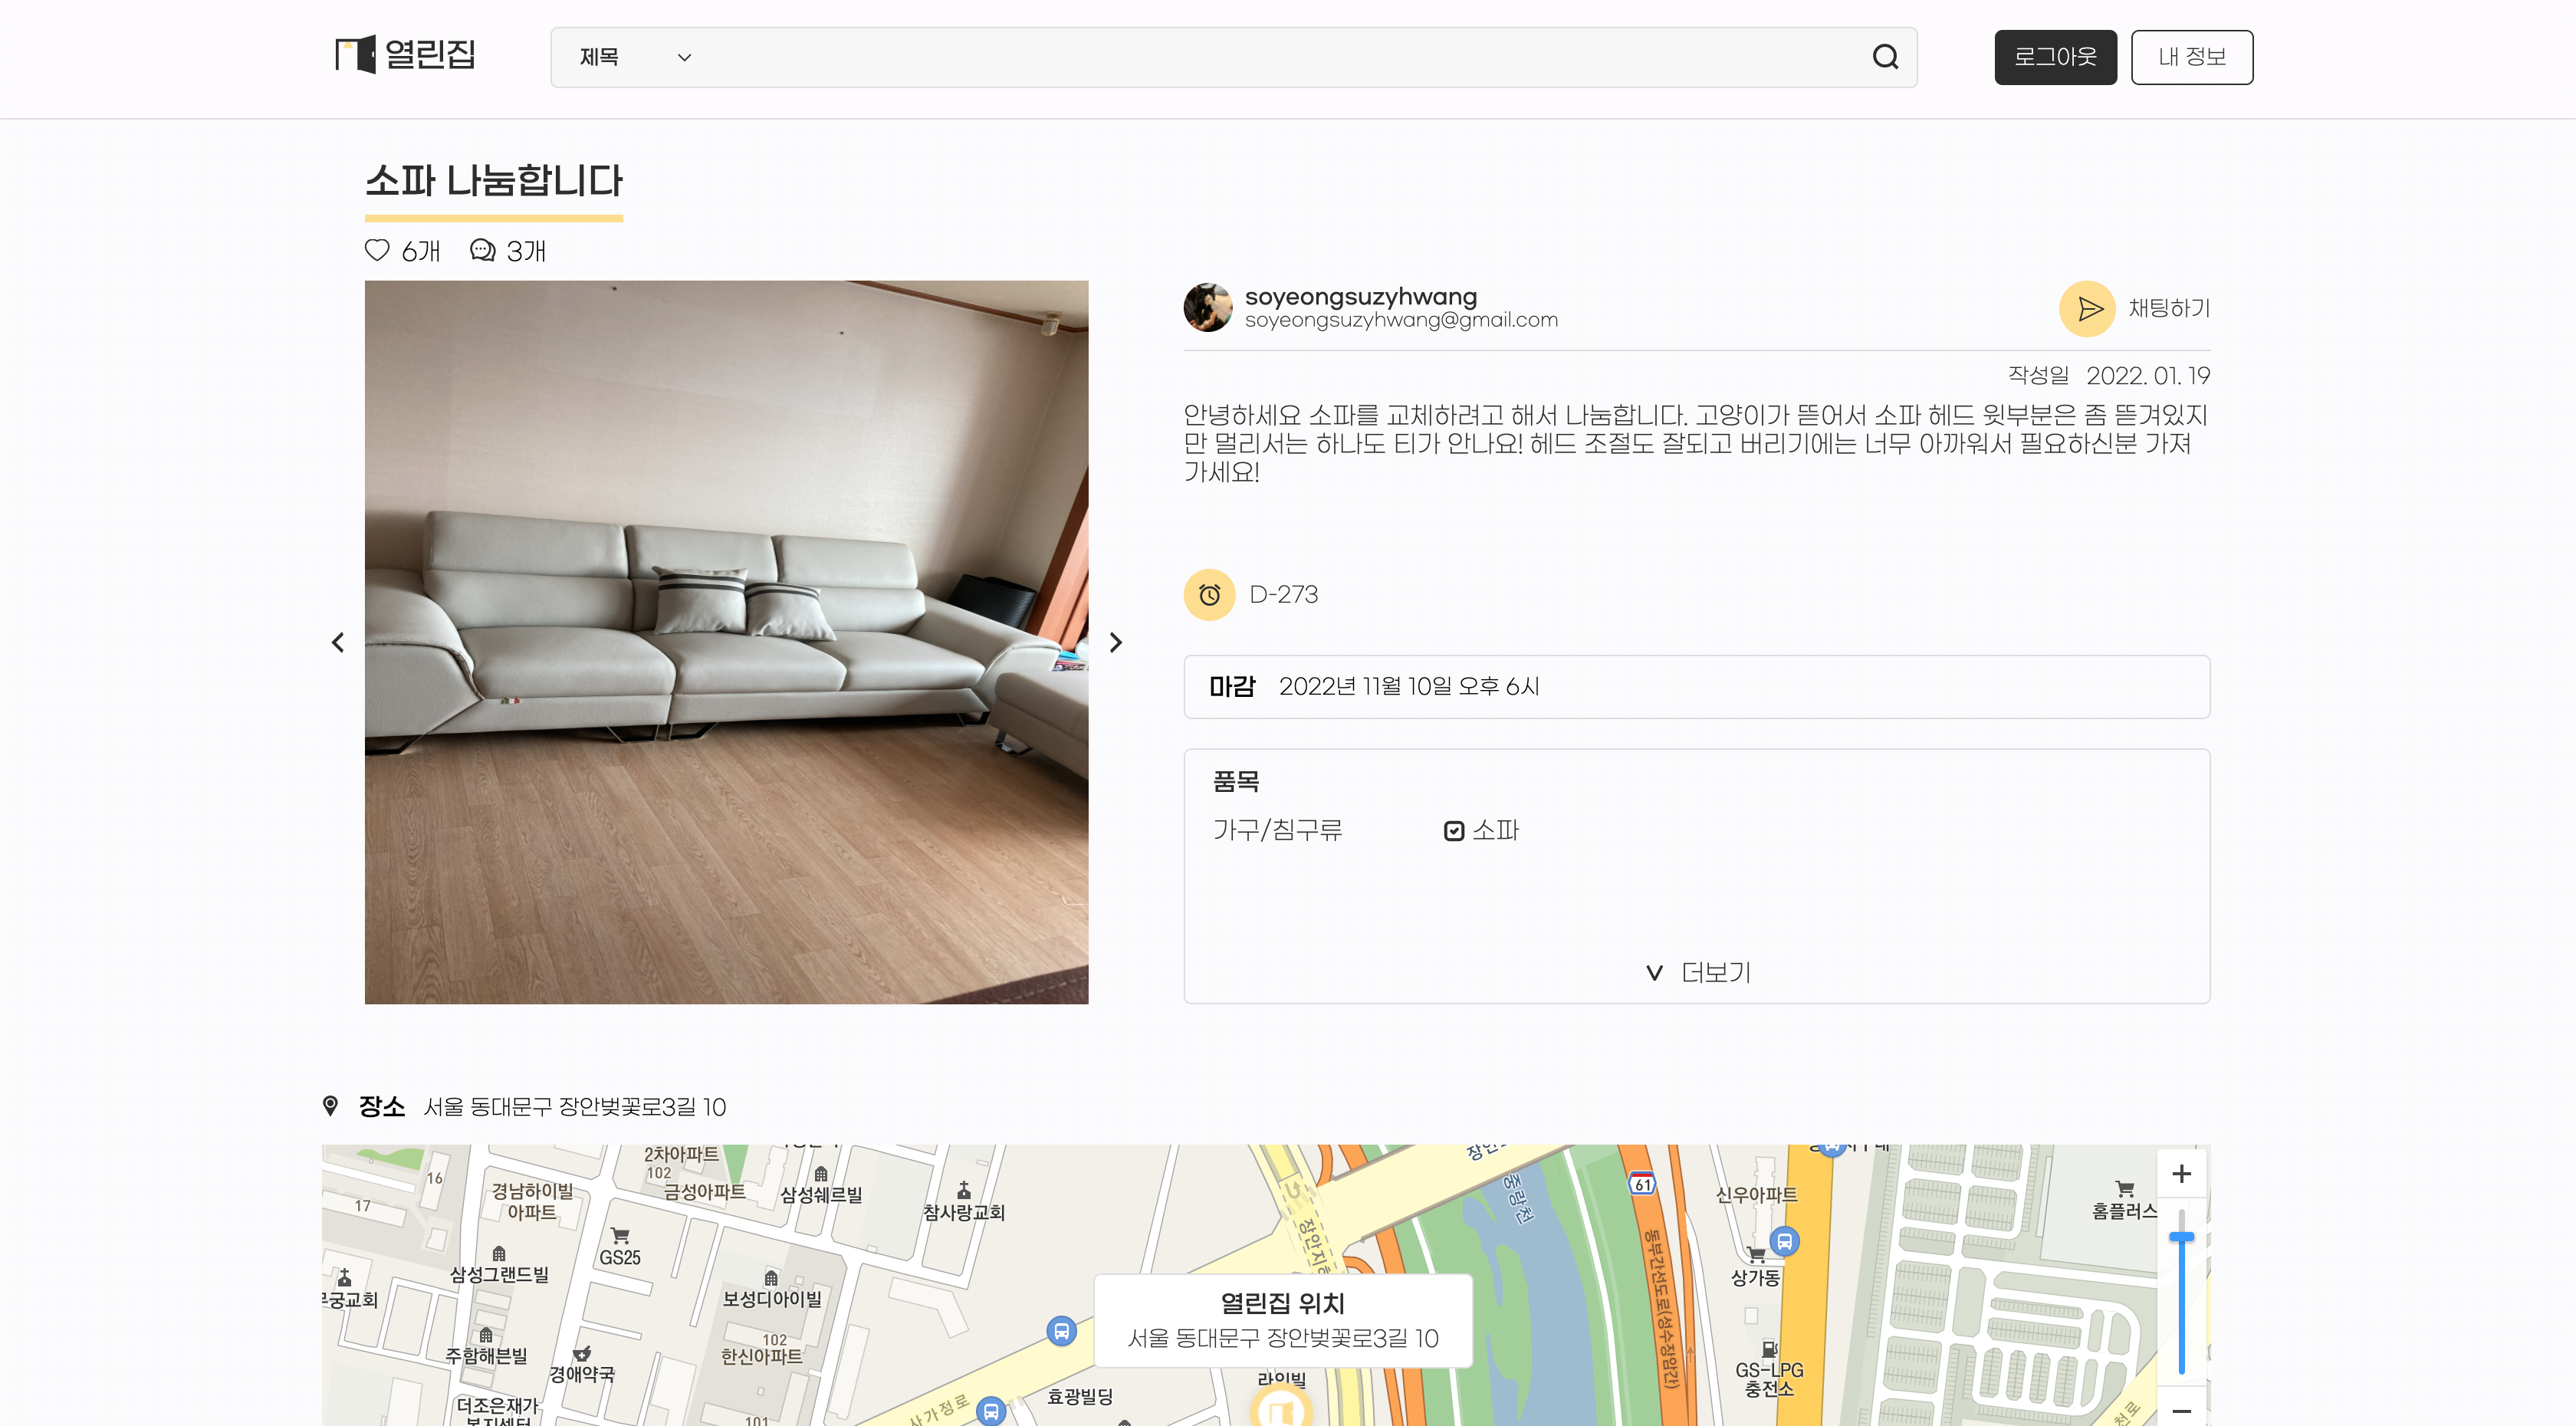 열린집
제목
로그아웃
내 정보
소파 나눔합니다
6개
3개
soyeongsuzyhwang
soyeongsuzyhwang@gmail.com
채팅하기
작성일 2022. 01. 19
안녕하세요 소파를 교체하려고 해서 나눔합니다. 고양이가 뜯어서 소파 헤드 윗부분은 좀 뜯겨있지
만 멀리서는 하나도 티가 안나요! 헤드 조절도 잘되고 버리기에는 너무 아까워서 필요하신분 가져
가세요!
D-273
마감 2022년 11월 10일 오후 6시
품목
가구/침구류
소파
더보기
장소 서울 동대문구 장안벚꽃로3길 10
2차아파트
102
금성아파트
16
17
경남하이빌
아파트
삼성쉐르빌
참사랑교회
GS25
삼성그랜드빌
무궁교회
보성디아이빌
주함해븐빌
경애약국
102
한신아파트
101
더조은재가
사가정로
효광빌딩
라인빌
열린집 위치
서울 동대문구 장안벚꽃로3길 10
중랑천
61
동부간선도로(성수장암간)
신우아파트
상가동
GS-LPG
충전소
홈플러스
+
−